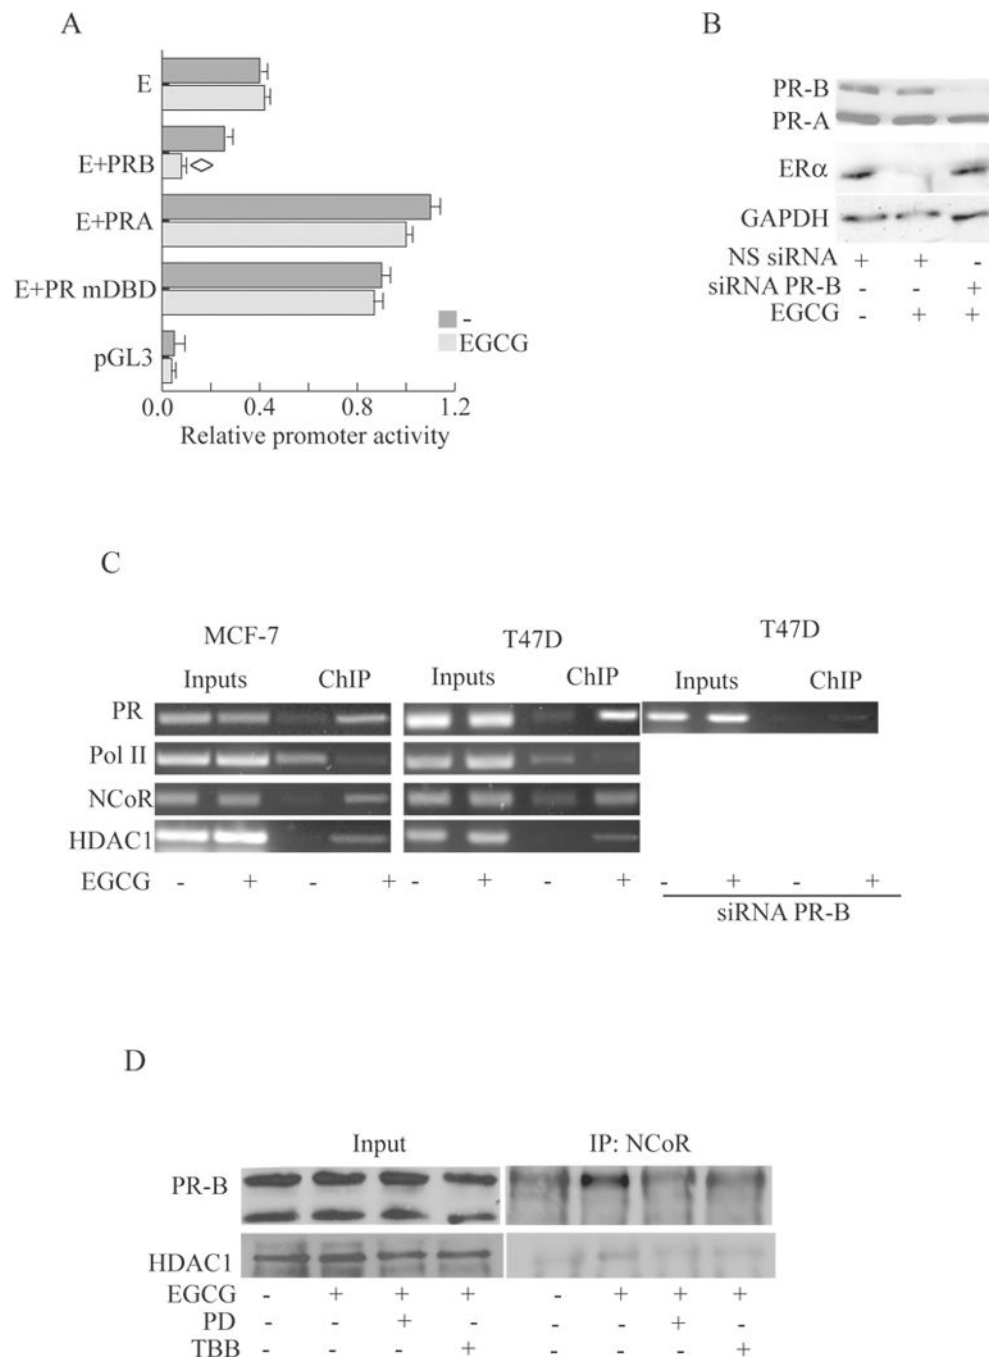 A
E
E+PRB
E+PRA
E+PR mDBD
pGL3
-
EGCG
0.0 0.4 0.8 1.2
Relative promoter activity
B
PR-B
PR-A
ERα
GAPDH
NS siRNA + + -
siRNA PR-B - - +
EGCG - + +
C
MCF-7 T47D T47D
Inputs ChIP Inputs ChIP Inputs ChIP
PR
Pol II
NCoR
HDAC1
EGCG - + - + - + - + - + - +
siRNA PR-B
D
Input IP: NCoR
PR-B
HDAC1
EGCG - + + + - + + +
PD - - + - - - + -
TBB - - - + - - - +